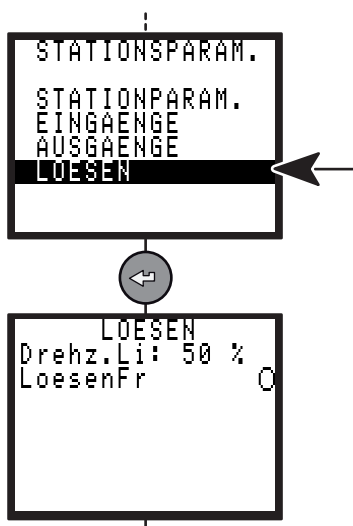 STATIONSPARAM.
STATIONPARAM.
EINGAENGE
AUSGAENGE
LOESEN
LOESEN
Drehz.Li: 50 %
LoesenFr O